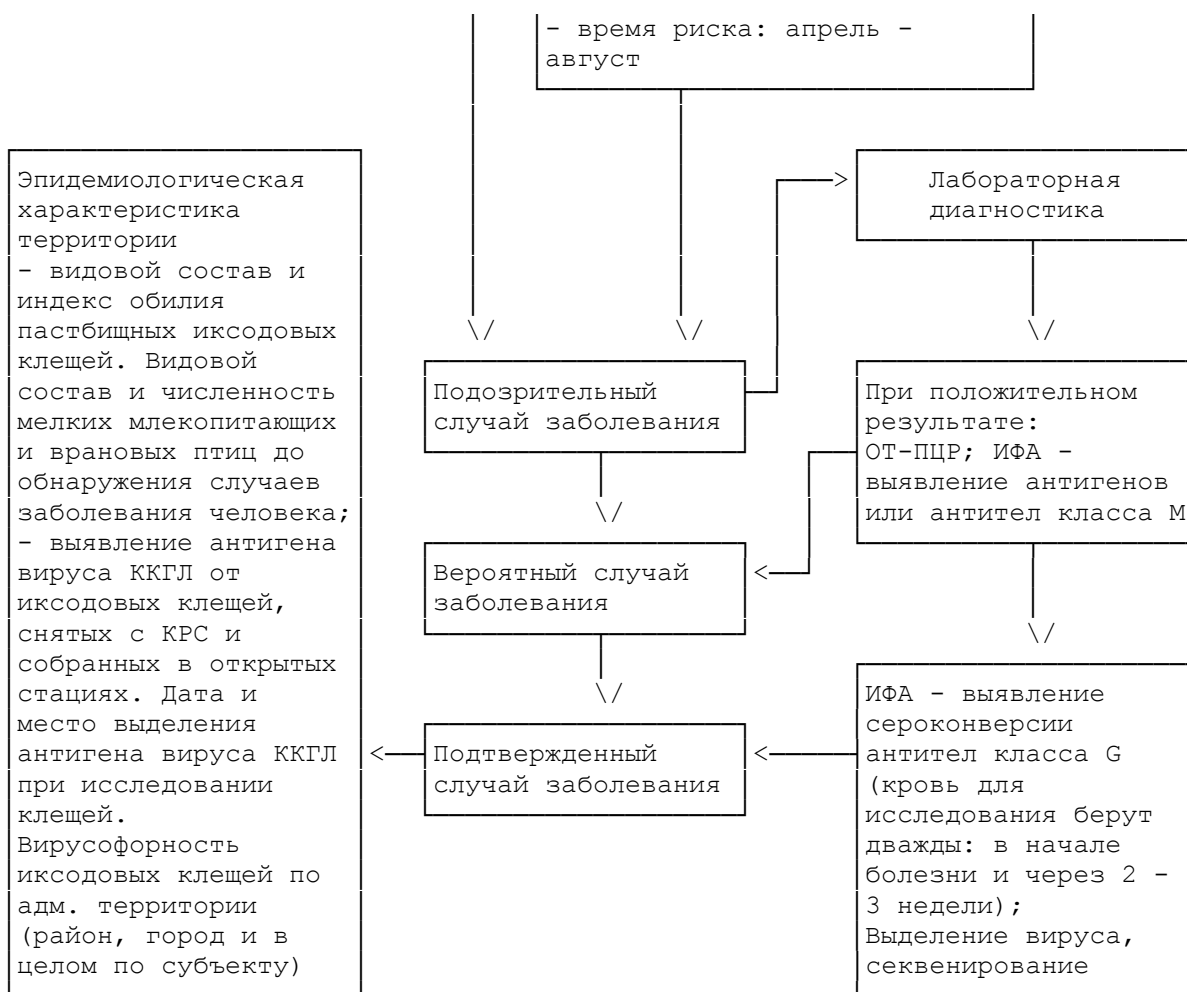 - время риска: апрель -
август
Эпидемиологическая
характеристика
территории
- видовой состав и
индекс обилия
пастбищных иксодовых
клещей. Видовой
состав и численность
мелких млекопитающих
и врановых птиц до
обнаружения случаев
заболевания человека;
- выявление антигена
вируса ККГЛ от
иксодовых клещей,
снятых с КРС и
собранных в открытых
стациях. Дата и
место выделения
антигена вируса ККГЛ
при исследовании
клещей.
Вирусофорность
иксодовых клещей по
адм. территории
(район, город и в
целом по субъекту)
Подозрительный
случай заболевания
Вероятный случай
заболевания
Подтвержденный
случай заболевания
Лабораторная
диагностика
При положительном
результате:
ОТ-ПЦР; ИФА -
выявление антигенов
или антител класса M
ИФА - выявление
сероконверсии
антител класса G
(кровь для
исследования берут
дважды: в начале
болезни и через 2 -
3 недели);
Выделение вируса,
секвенирование